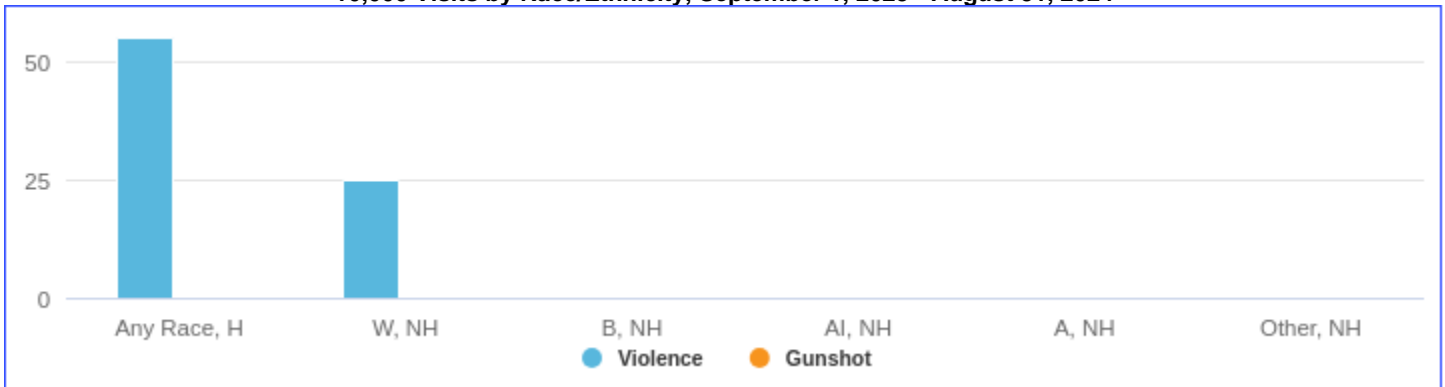 50
25
0
Any Race, H W, NH B, NH AI, NH A, NH Other, NH
Violence Gunshot